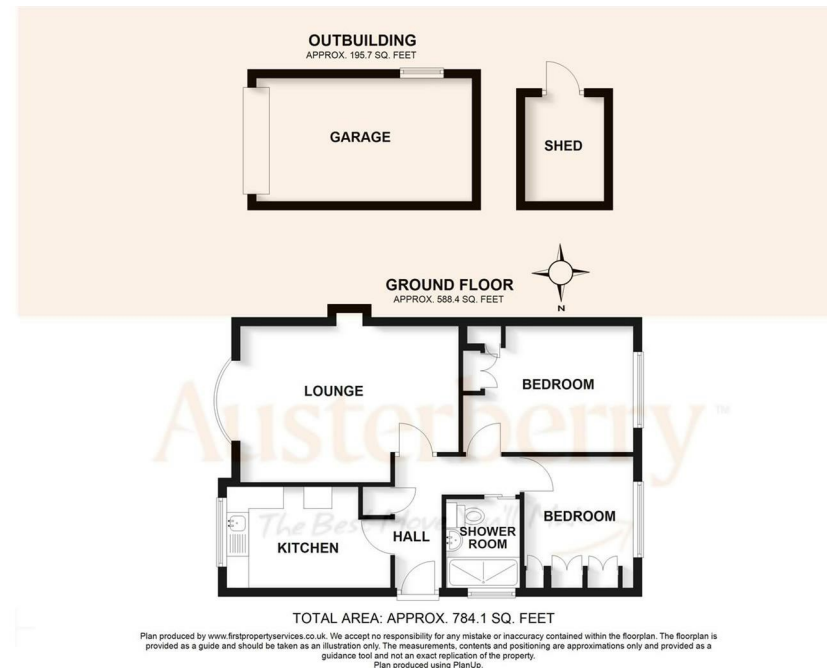 OUTBUILDING
APPROX. 195.7 SQ. FEET
GARAGE
SHED
N
GROUND FLOOR
APPROX. 588.4 SQ. FEET
LOUNGE
BEDROOM
Austerberry™
The Best Move
KITCHEN
HALL
SHOWER
ROOM
BEDROOM
TOTAL AREA: APPROX. 784.1 SQ. FEET
Plan produced by www.firstpropertyservices.co.uk. We accept no responsibility for any mistake or inaccuracy contained within the floorplan. The floorplan is
provided as a guide and should be taken as an illustration only. The measurements, contents and positioning are approximations only and provided as a
guidance tool and not an exact replication of the property.
Plan produced using PlanUp.